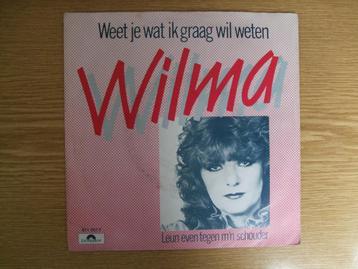 Weet je wat ik graag wil weten
Wilma
Leun even tegen m'n schouder